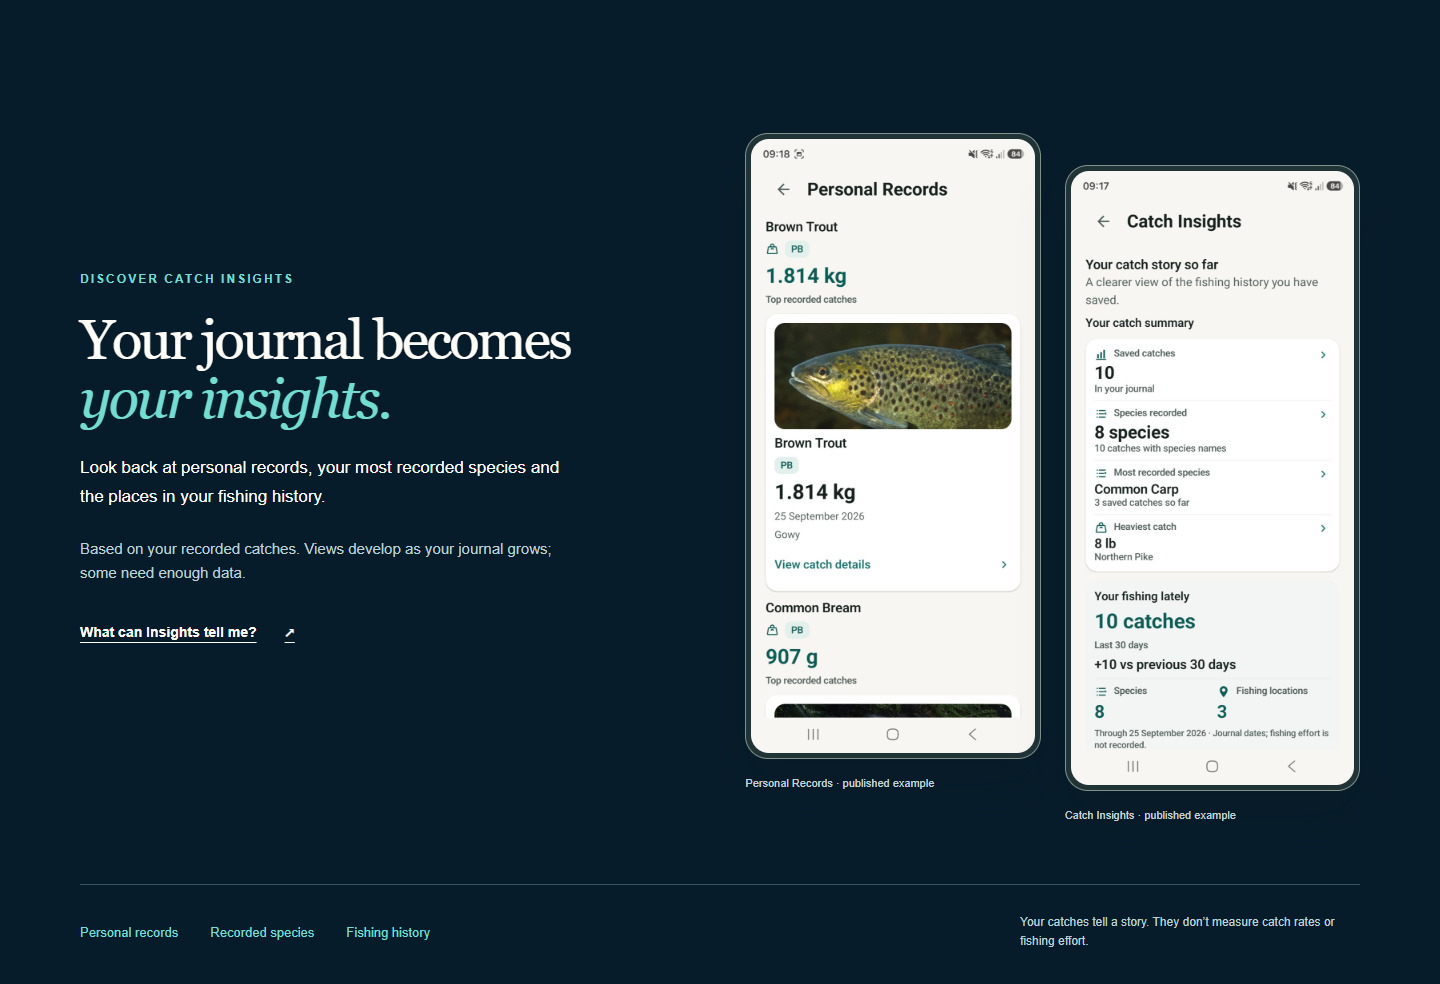 DISCOVER CATCH INSIGHTS
Your journal becomes
your insights.
Look back at personal records, your most recorded species and
the places in your fishing history.
Based on your recorded catches. Views develop as your journal grows;
some need enough data.
What can Insights tell me? ↗
09:18
84
Personal Records
Brown Trout
PB
1.814 kg
Top recorded catches
Brown Trout
PB
1.814 kg
25 September 2026
Gowy
View catch details
Common Bream
PB
907 g
Top recorded catches
Personal Records · published example
09:17
84
Catch Insights
Your catch story so far
A clearer view of the fishing history you have
saved.
Your catch summary
Saved catches
10
In your journal
Species recorded
8 species
10 catches with species names
Most recorded species
Common Carp
3 saved catches so far
Heaviest catch
8 lb
Northern Pike
Your fishing lately
10 catches
Last 30 days
+10 vs previous 30 days
Species
8
Fishing locations
3
Through 25 September 2026 · Journal dates; fishing effort is
not recorded.
Catch Insights · published example
Personal records
Recorded species
Fishing history
Your catches tell a story. They don’t measure catch rates or
fishing effort.